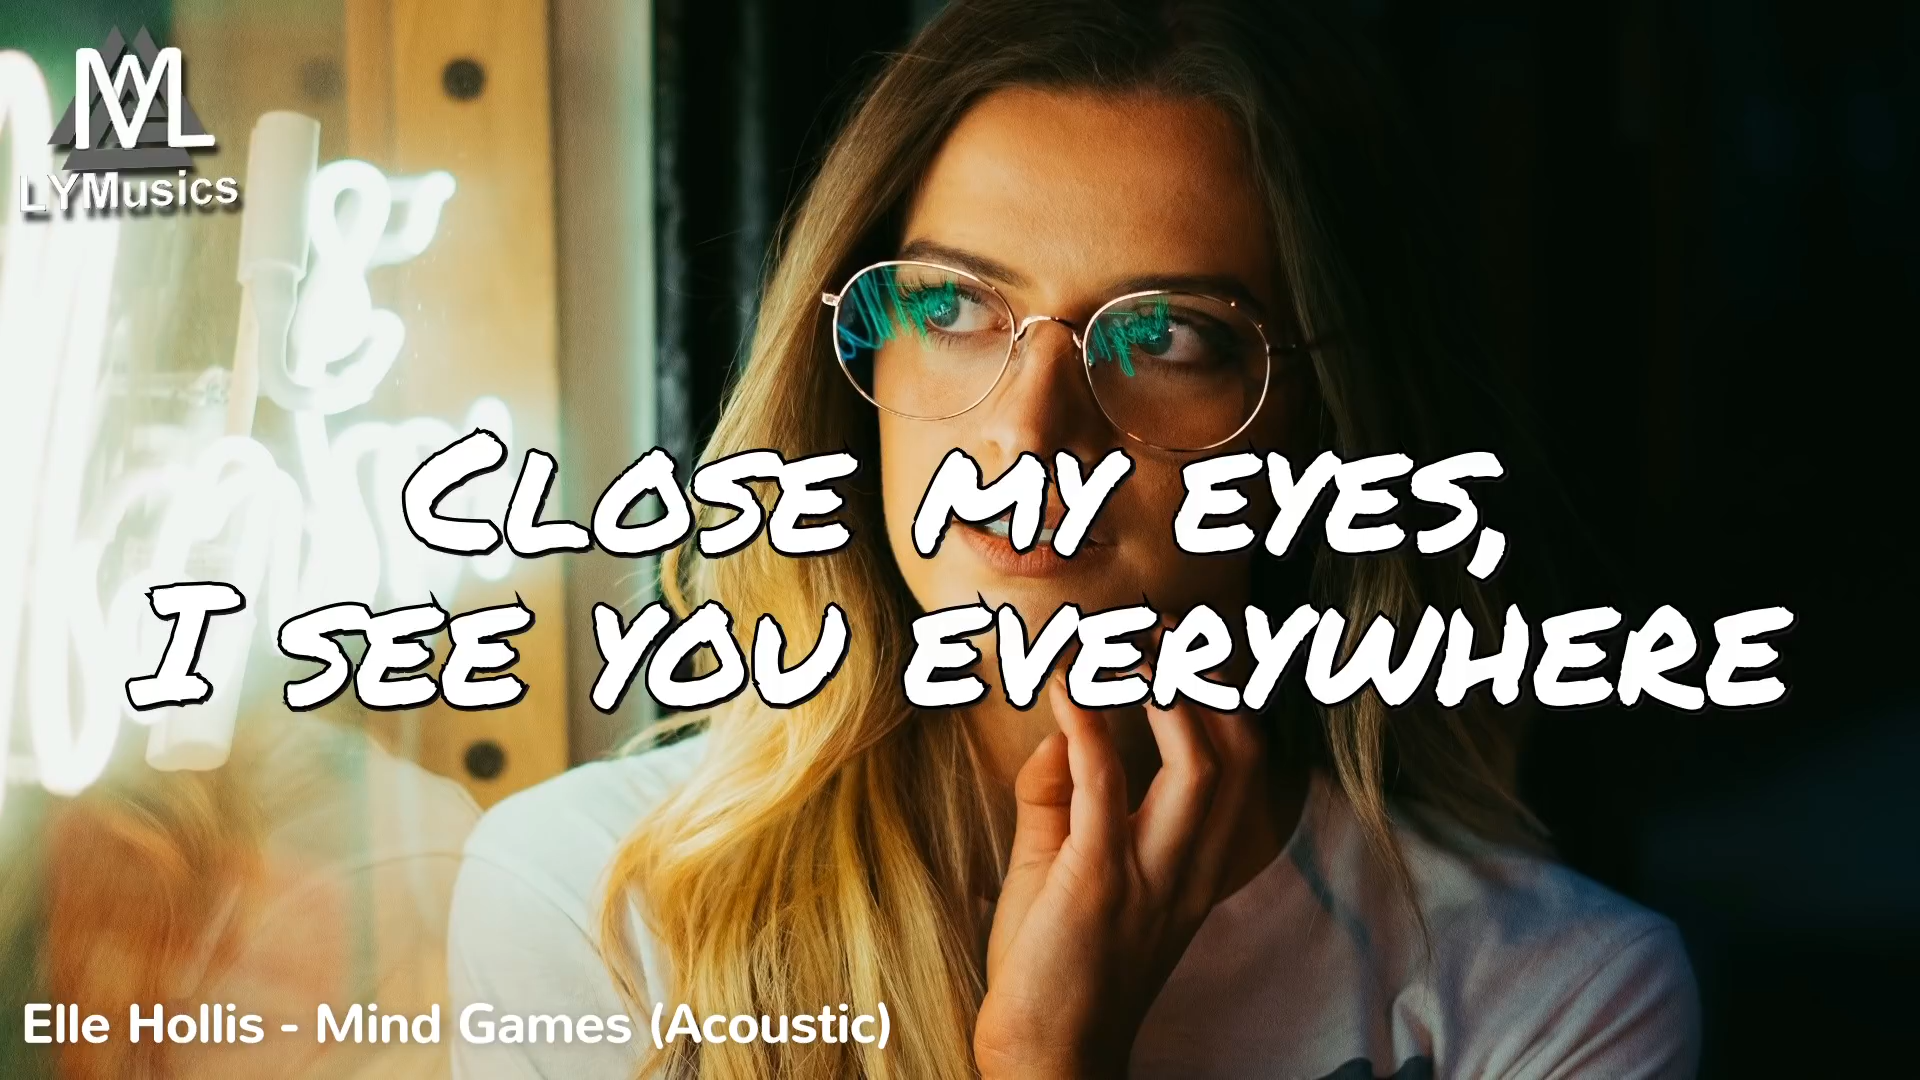 LYMusics
Close my eyes,
I see you everywhere
Elle Hollis - Mind Games (Acoustic)